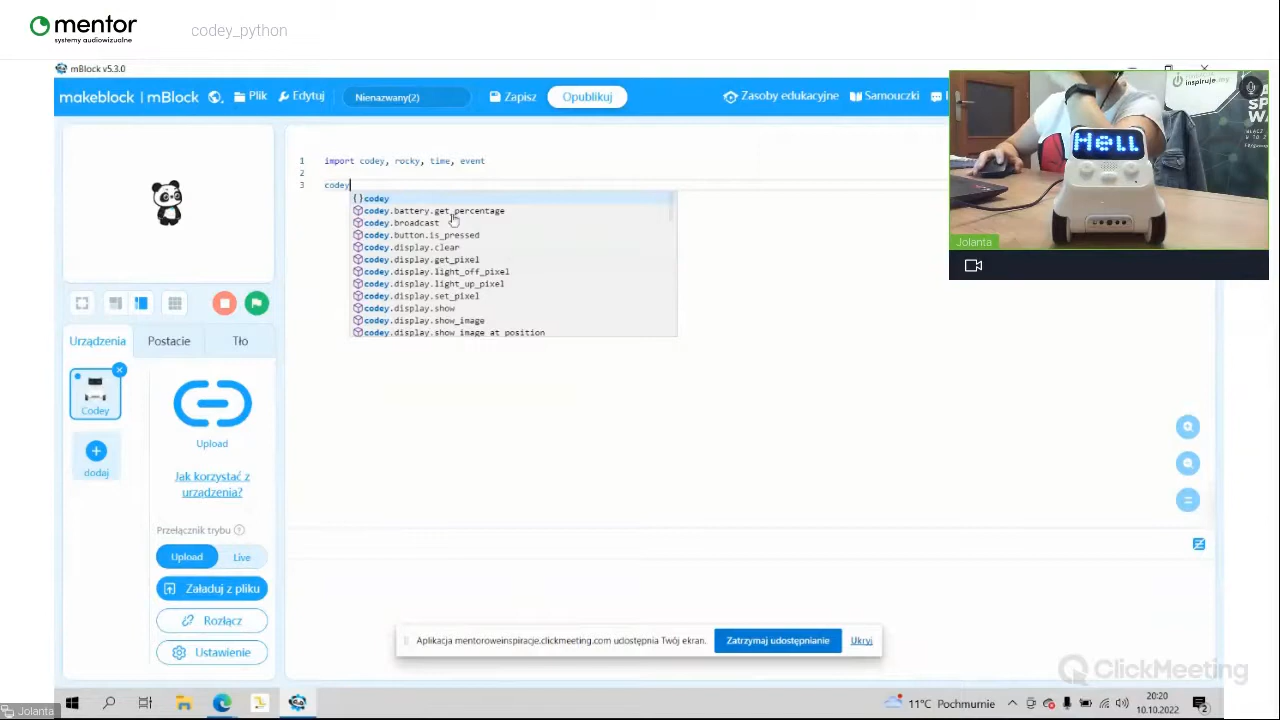 mentor
systemy audiowizualne
codey_python
mBlock v5.3.0
makeblock | mBlock
Plik
Edytuj
Nienazwany(2)
Zapisz
Opublikuj
Zasoby edukacyjne
Samouczki
inspiruje.my
Hell
Jolanta
1 import codey, rocky, time, event
2
3 codey
{} codey
codey.battery.get_percentage
codey.broadcast
codey.button.is_pressed
codey.display.clear
codey.display.get_pixel
codey.display.light_off_pixel
codey.display.light_up_pixel
codey.display.set_pixel
codey.display.show
codey.display.show_image
codey.display.show_image_at_position
Urządzenia
Postacie
Tło
Codey
dodaj
Upload
Jak korzystać z
urządzenia?
Przełącznik trybu
Upload
Live
Załaduj z pliku
Rozłącz
Ustawienie
Aplikacja mentoroweinspiracje.clickmeeting.com udostępnia Twój ekran.
Zatrzymaj udostępnianie
Ukryj
ClickMeeting
Jolanta
11°C Pochmurnie
20:20
10.10.2022
2